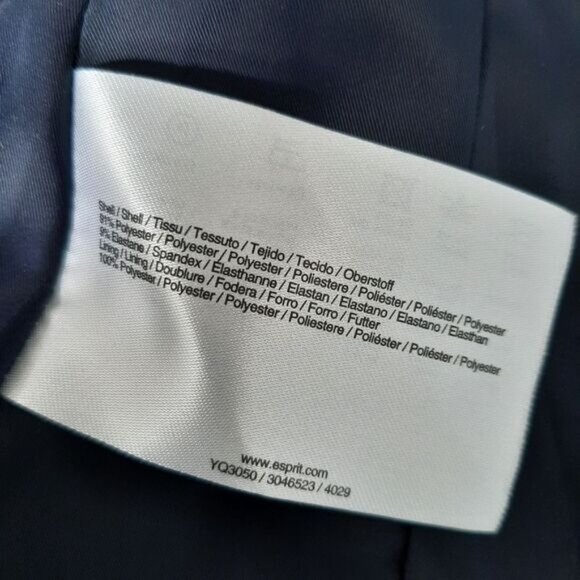 Shell / Shell / Tissu / Tessuto / Tejido / Tecido / Oberstoff
91% Polyester / Polyester / Polyester / Poliestere / Poliéster / Poliéster / Polyester
9% Elastane / Spandex / Elasthanne / Elastan / Elastano / Elastano / Elasthan
Lining / Lining / Doublure / Fodera / Forro / Forro / Futter
100% Polyester / Polyester / Polyester / Poliestere / Poliéster / Poliéster / Polyester
www.esprit.com
YQ3050 / 3046523 / 4029